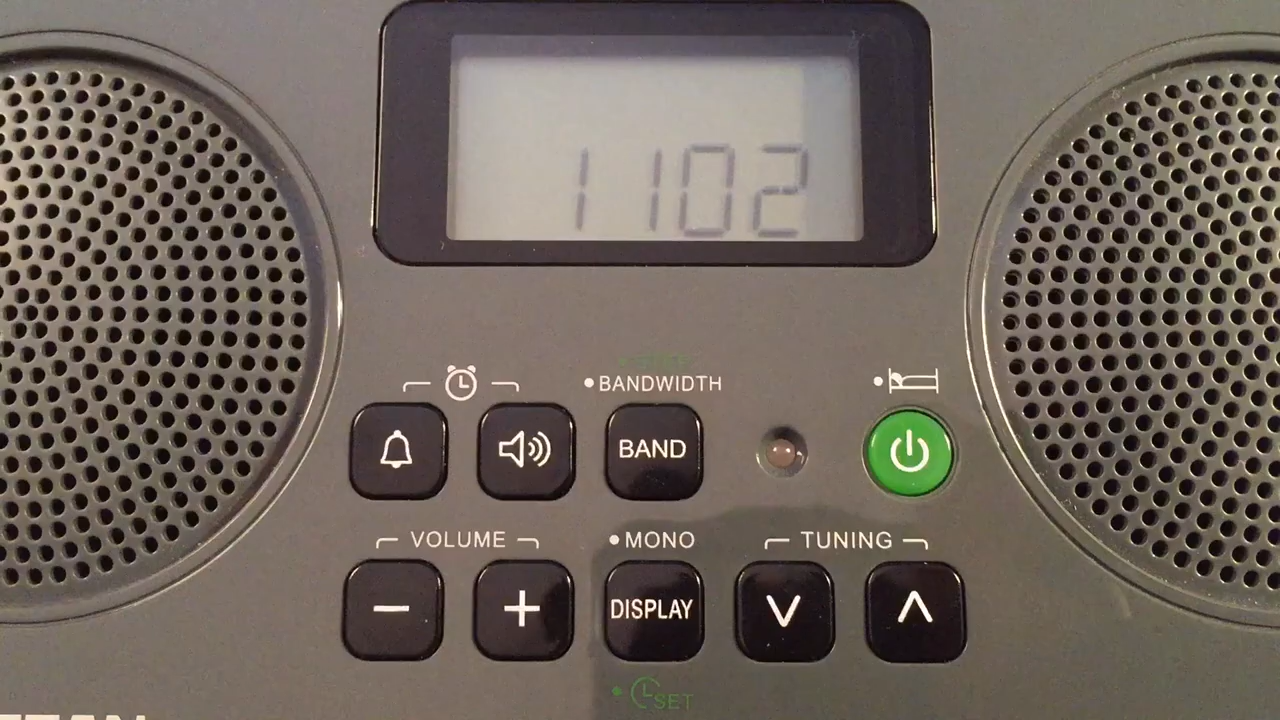 1102
BANDWIDTH
BAND
VOLUME
MONO
TUNING
− + DISPLAY
SET